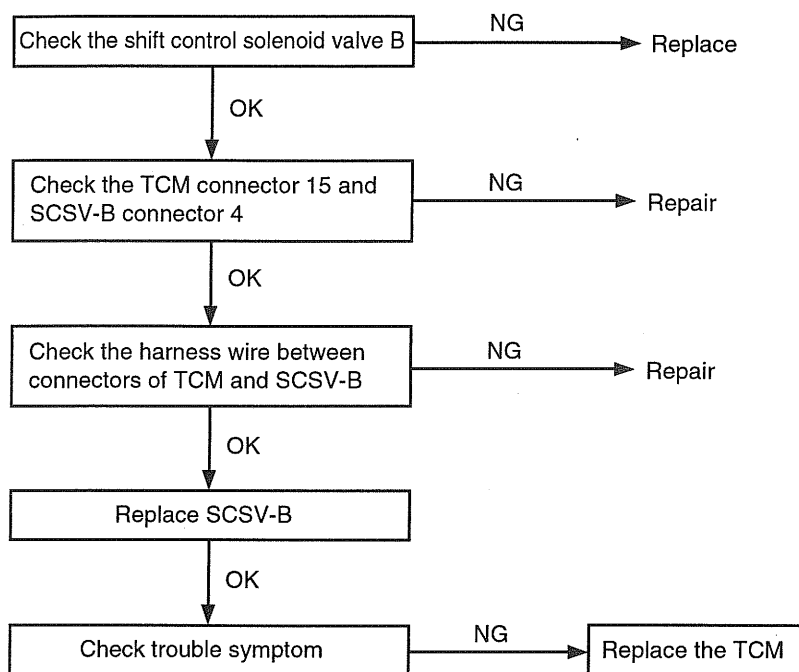 Check the shift control solenoid valve B
NG
Replace
OK
Check the TCM connector 15 and
SCSV-B connector 4
NG
Repair
OK
Check the harness wire between
connectors of TCM and SCSV-B
NG
Repair
OK
Replace SCSV-B
OK
Check trouble symptom
NG
Replace the TCM